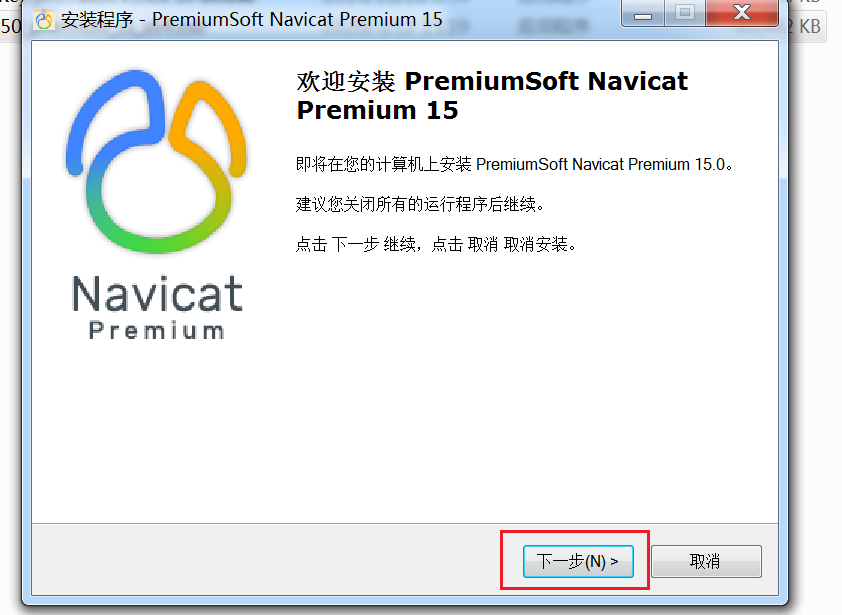 50
安装程序 - PremiumSoft Navicat Premium 15
KB
欢迎安装 PremiumSoft Navicat
Premium 15
即将在您的计算机上安装 PremiumSoft Navicat Premium 15.0。
建议您关闭所有的运行程序后继续。
点击 下一步 继续，点击 取消 取消安装。
Navicat
Premium
下一步(N) >
取消